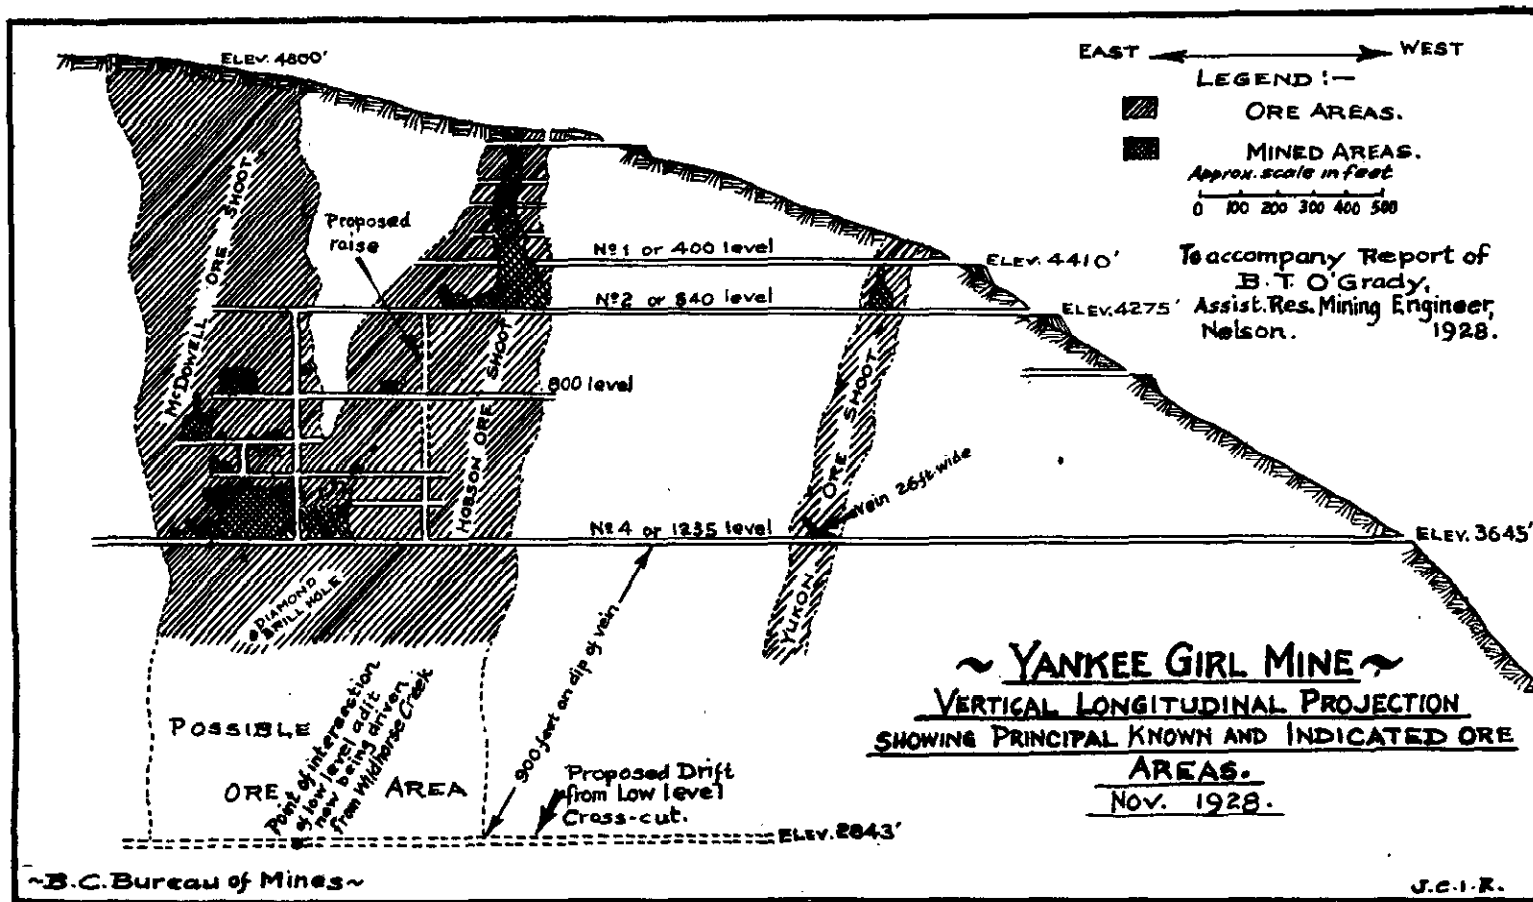 ELEV. 4800'
EAST WEST
LEGEND :—
ORE AREAS.
MINED AREAS.
Approx. scale in feet
0 100 200 300 400 500
To accompany Report of
B. T. O'Grady,
Assist. Res. Mining Engineer,
Nelson. 1928.
McDOWELL ORE SHOOT
Proposed
raise
Nº 1 or 400 level
ELEV. 4410'
Nº 2 or 540 level
ELEV. 4275'
800 level
HOBSON ORE SHOOT
YUKON ORE SHOOT
Vein 26ft wide
Nº 4 or 1235 level
ELEV. 3645'
DIAMOND
DRILL HOLE
900 feet on dip of vein
POSSIBLE
ORE AREA
Point of intersection
of low level adit
now being driven
from Wildhorse Creek
Proposed Drift
from Low level
Cross-cut.
ELEV. 2843'
~ YANKEE GIRL MINE ~
VERTICAL LONGITUDINAL PROJECTION
SHOWING PRINCIPAL KNOWN AND INDICATED ORE
AREAS.
NOV. 1928.
~B.C. Bureau of Mines~
J.C.I.R.